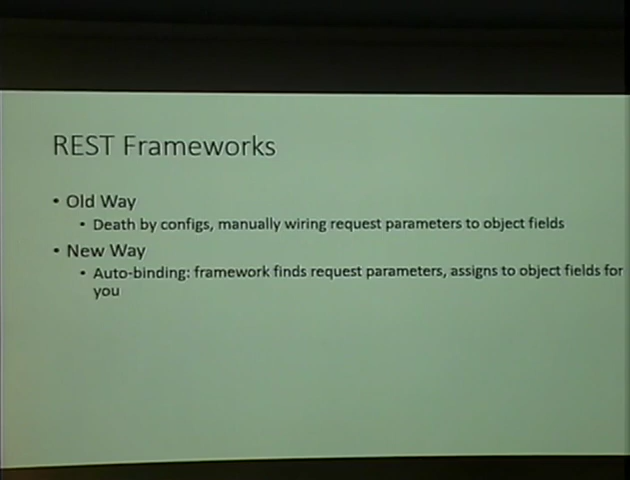 REST Frameworks
• Old Way
• Death by configs, manually wiring request parameters to object fields
• New Way
• Auto-binding: framework finds request parameters, assigns to object fields for
you